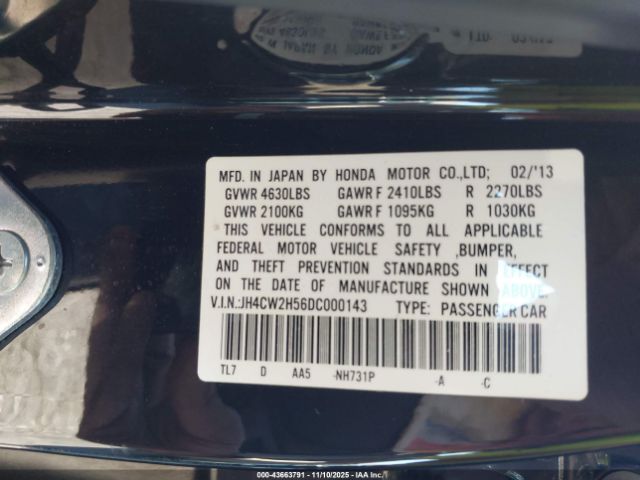 MFD. IN JAPAN BY HONDA MOTOR CO.,LTD; 02/'13
GVWR 4630LBS GAWR F 2410LBS R 2270LBS
GVWR 2100KG GAWR F 1095KG R 1030KG
THIS VEHICLE CONFORMS TO ALL APPLICABLE
FEDERAL MOTOR VEHICLE SAFETY ,BUMPER,
AND THEFT PREVENTION STANDARDS IN EFFECT
ON THE DATE OF MANUFACTURE SHOWN ABOVE.
V.I.N.:JH4CW2H56DC000143 TYPE: PASSENGER CAR
TL7 D AA5 -NH731P -A -C
000-43663791 - 11/10/2025 - IAAI